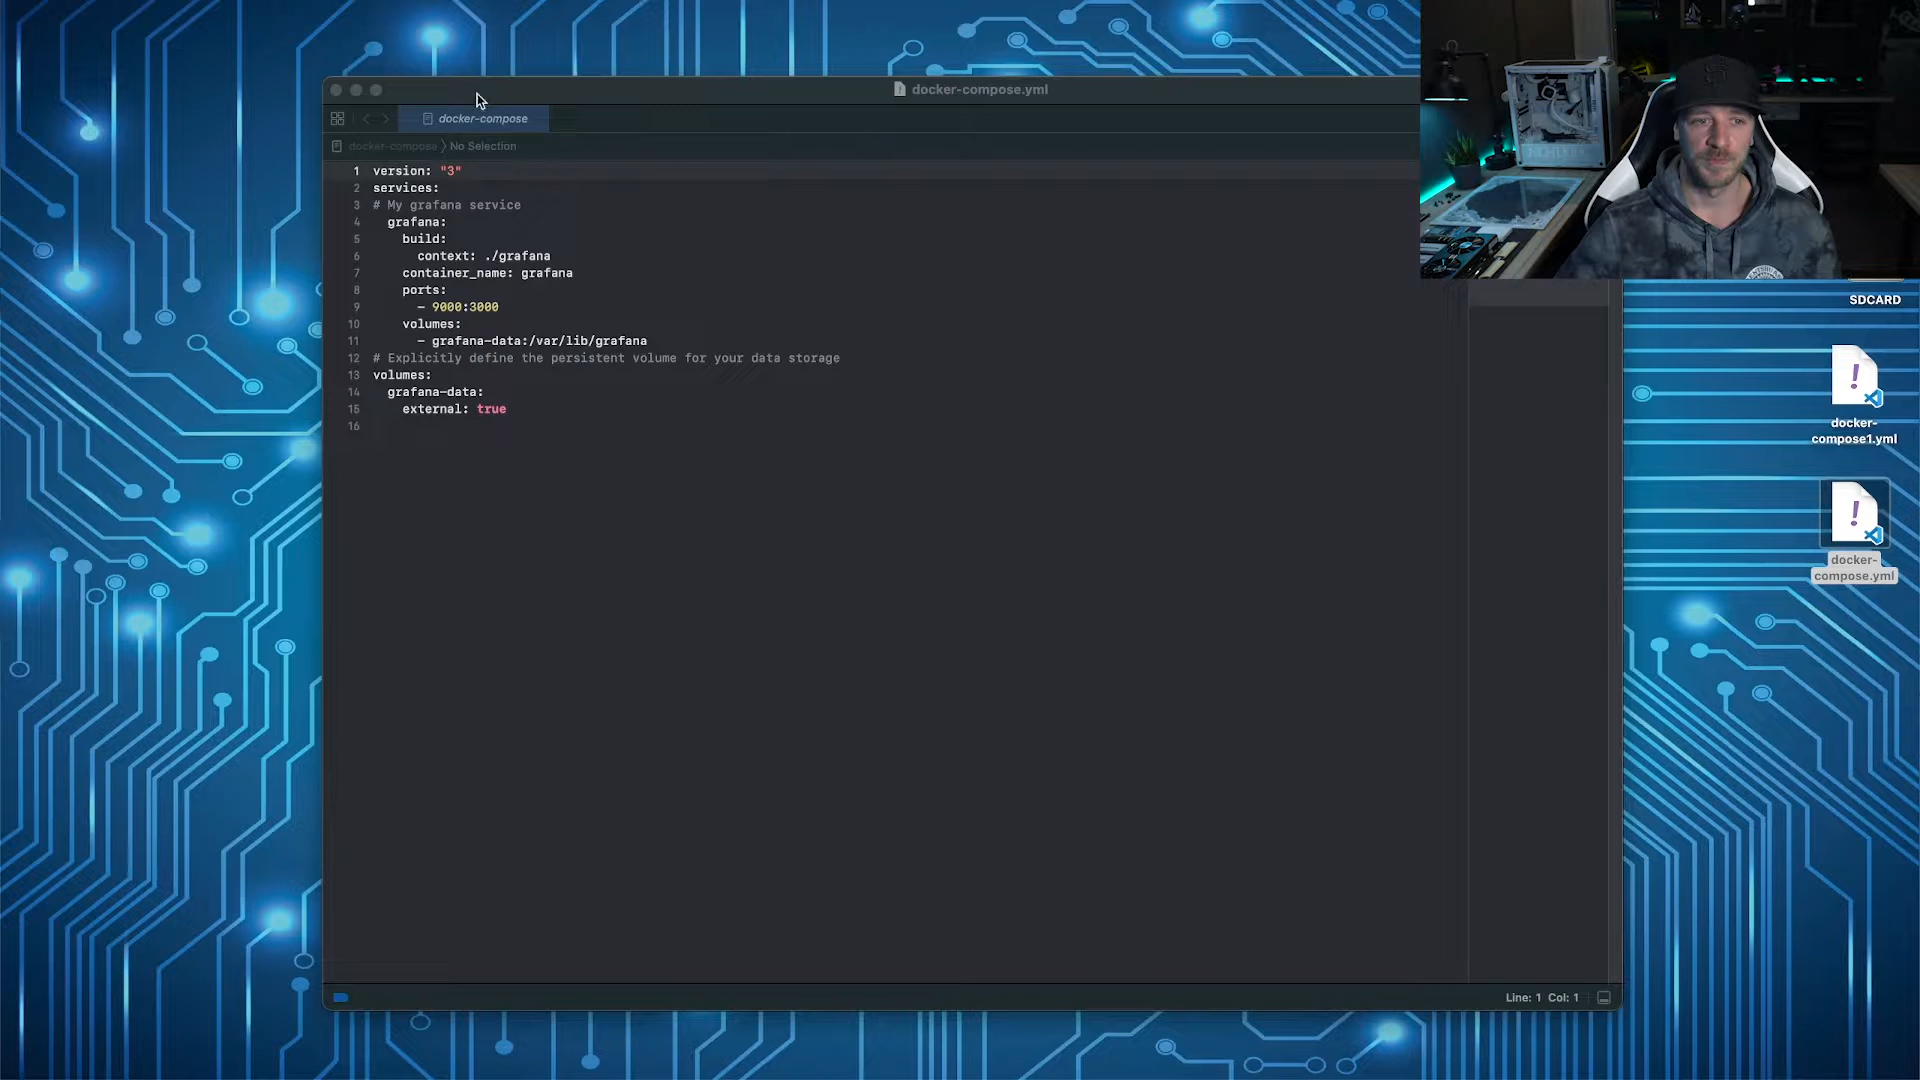 docker-compose.yml
docker-compose
docker-compose
No Selection
1 version: "3"
2 services:
3 # My grafana service
4 grafana:
5 build:
6 context: ./grafana
7 container_name: grafana
8 ports:
9 - 9000:3000
10 volumes:
11 - grafana-data:/var/lib/grafana
12 # Explicitly define the persistent volume for your data storage
13 volumes:
14 grafana-data:
15 external: true
16
Line: 1 Col: 1
SDCARD
docker-
compose1.yml
docker-
compose.yml